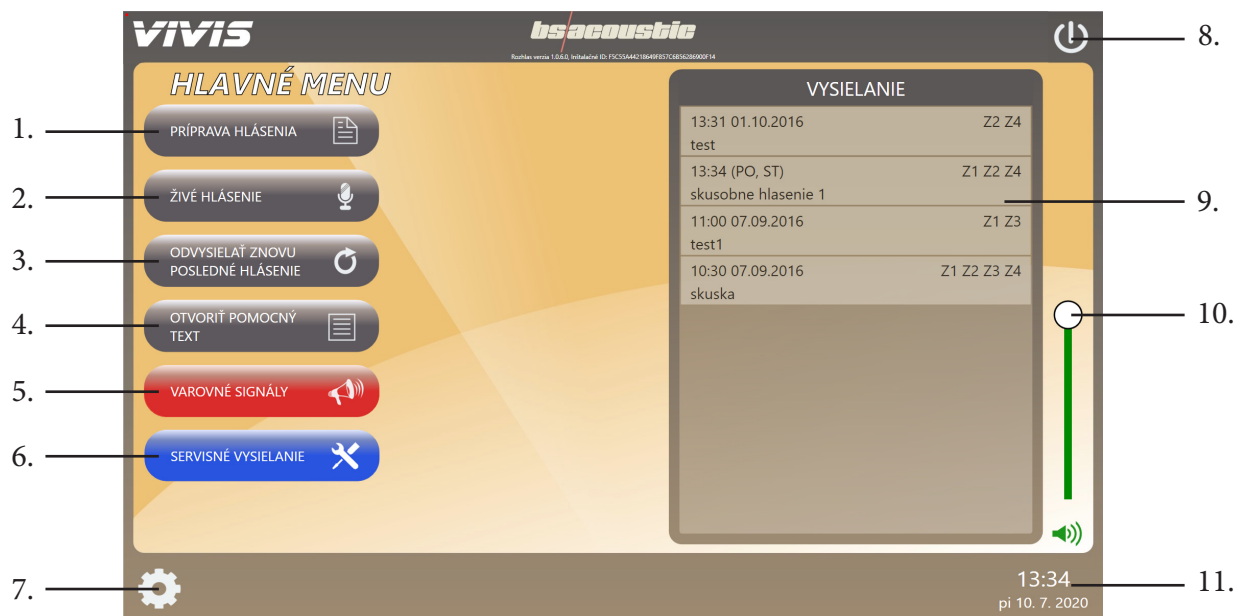 VIVIS
bsacoustic
Rozhlas verzia 1.0.6.0, Inštalačné ID: F5C55A44218649F857C6B56286900F14
8.
HLAVNÉ MENU
1.
PRÍPRAVA HLÁSENIA
2.
ŽIVÉ HLÁSENIE
3.
ODVYSIELAŤ ZNOVU
POSLEDNÉ HLÁSENIE
4.
OTVORIŤ POMOCNÝ
TEXT
5.
VAROVNÉ SIGNÁLY
6.
SERVISNÉ VYSIELANIE
7.
VYSIELANIE
13:31 01.10.2016 Z2 Z4
test
13:34 (PO, ST) Z1 Z2 Z4
skusobne hlasenie 1
9.
11:00 07.09.2016 Z1 Z3
test1
10:30 07.09.2016 Z1 Z2 Z3 Z4
skuska
10.
13:34
11.
pi 10. 7. 2020